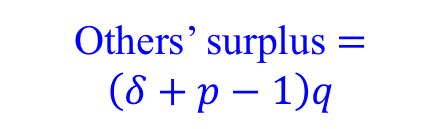 Others’ surplus =
(𝛿 + 𝑝 − 1)𝑞